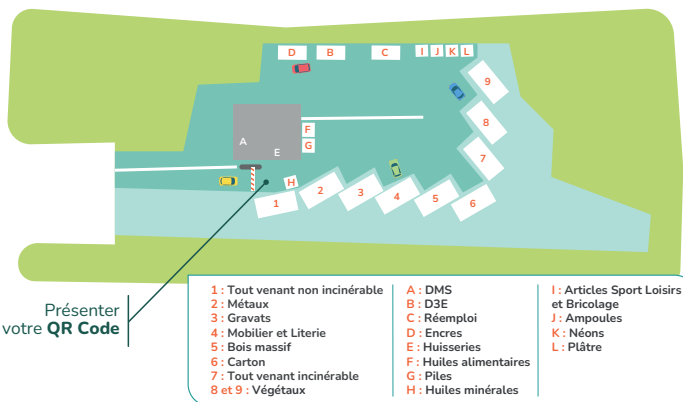 D B C I J K L
9
A
E
F
G
8
7
H
1 2 3 4 5 6
Présenter
votre QR Code
1 : Tout venant non incinérable
2 : Métaux
3 : Gravats
4 : Mobilier et Literie
5 : Bois massif
6 : Carton
7 : Tout venant incinérable
8 et 9 : Végétaux
A : DMS
B : D3E
C : Réemploi
D : Encres
E : Huisseries
F : Huiles alimentaires
G : Piles
H : Huiles minérales
I : Articles Sport Loisirs
et Bricolage
J : Ampoules
K : Néons
L : Plâtre